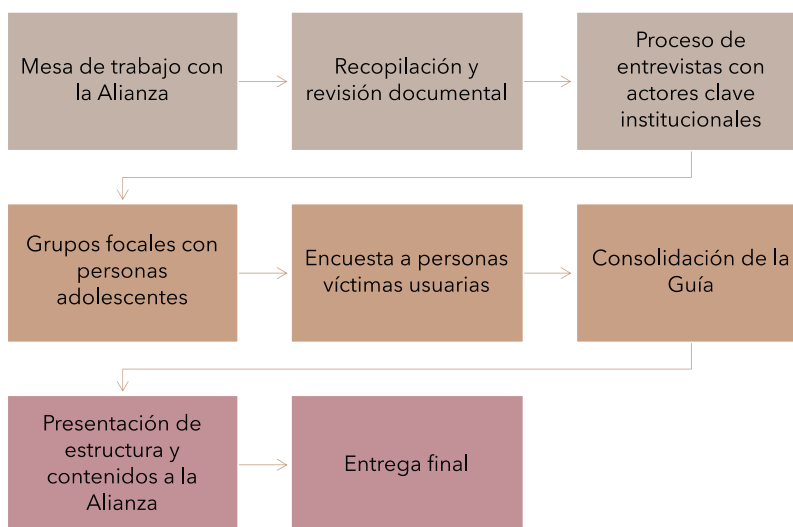 Mesa de trabajo con
la Alianza
Recopilación y
revisión documental
Proceso de
entrevistas con
actores clave
institucionales
Grupos focales con
personas
adolescentes
Encuesta a personas
víctimas usuarias
Consolidación de la
Guía
Presentación de
estructura y
contenidos a la
Alianza
Entrega final